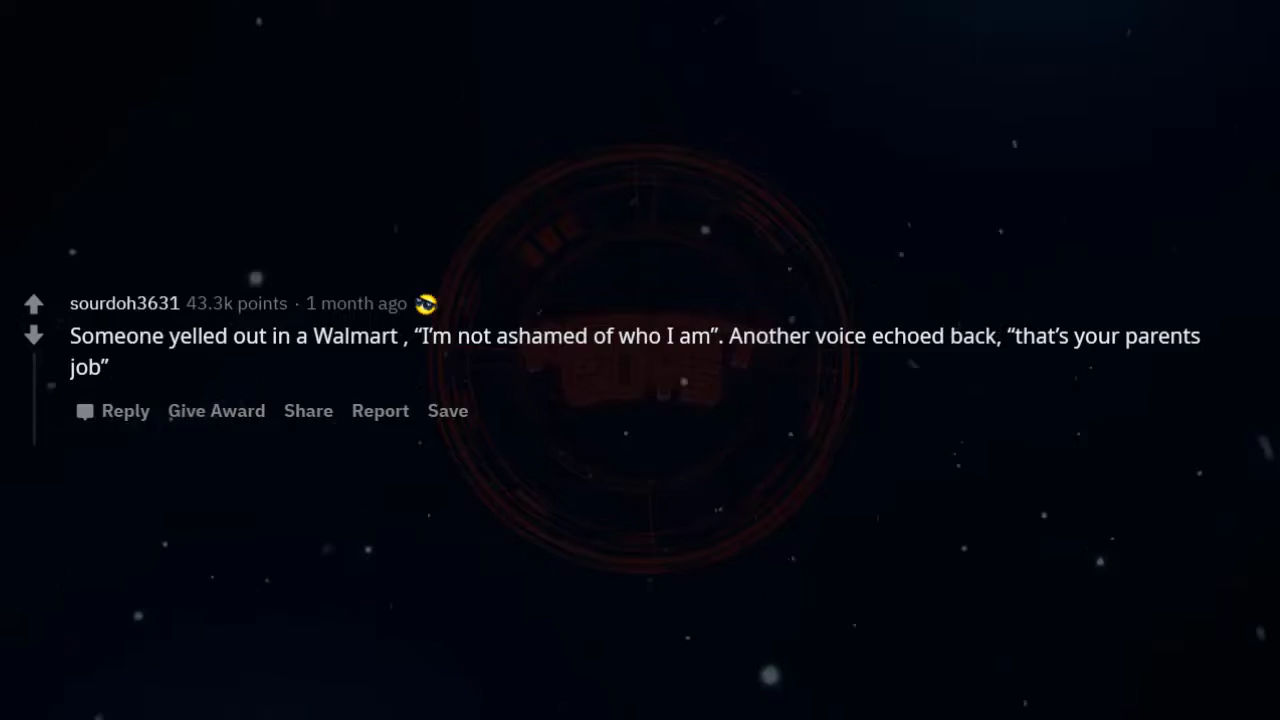 sourdoh3631 43.3k points · 1 month ago
Someone yelled out in a Walmart , “I’m not ashamed of who I am”. Another voice echoed back, “that’s your parents
job”
Reply Give Award Share Report Save